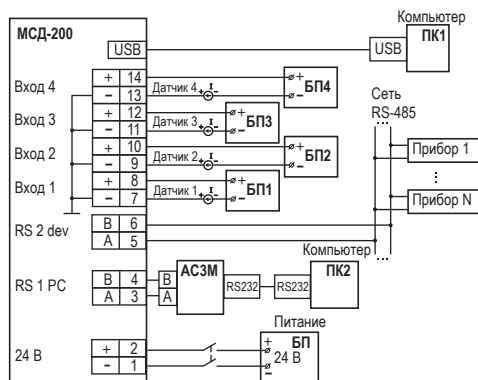 Компьютер
МСД-200
USB
USB
ПК1
Вход 4
+ 14
Датчик 4 + I -
+ БП4
− 13
−
Сеть
RS-485
Вход 3
+ 12
Датчик 3 + I -
+ БП3
− 11
−
Вход 2
+ 10
Датчик 2 + I -
+ БП2
− 9
−
Прибор 1
Вход 1
+ 8
Датчик 1 + I -
+ БП1
− 7
−
Прибор N
RS 2 dev
B 6
A 5
Компьютер
RS 1 PC
B 4
A 3
B
A
АС3М
RS232
RS232
ПК2
Питание
24 В
+ 2
− 1
+ БП
24 В
−